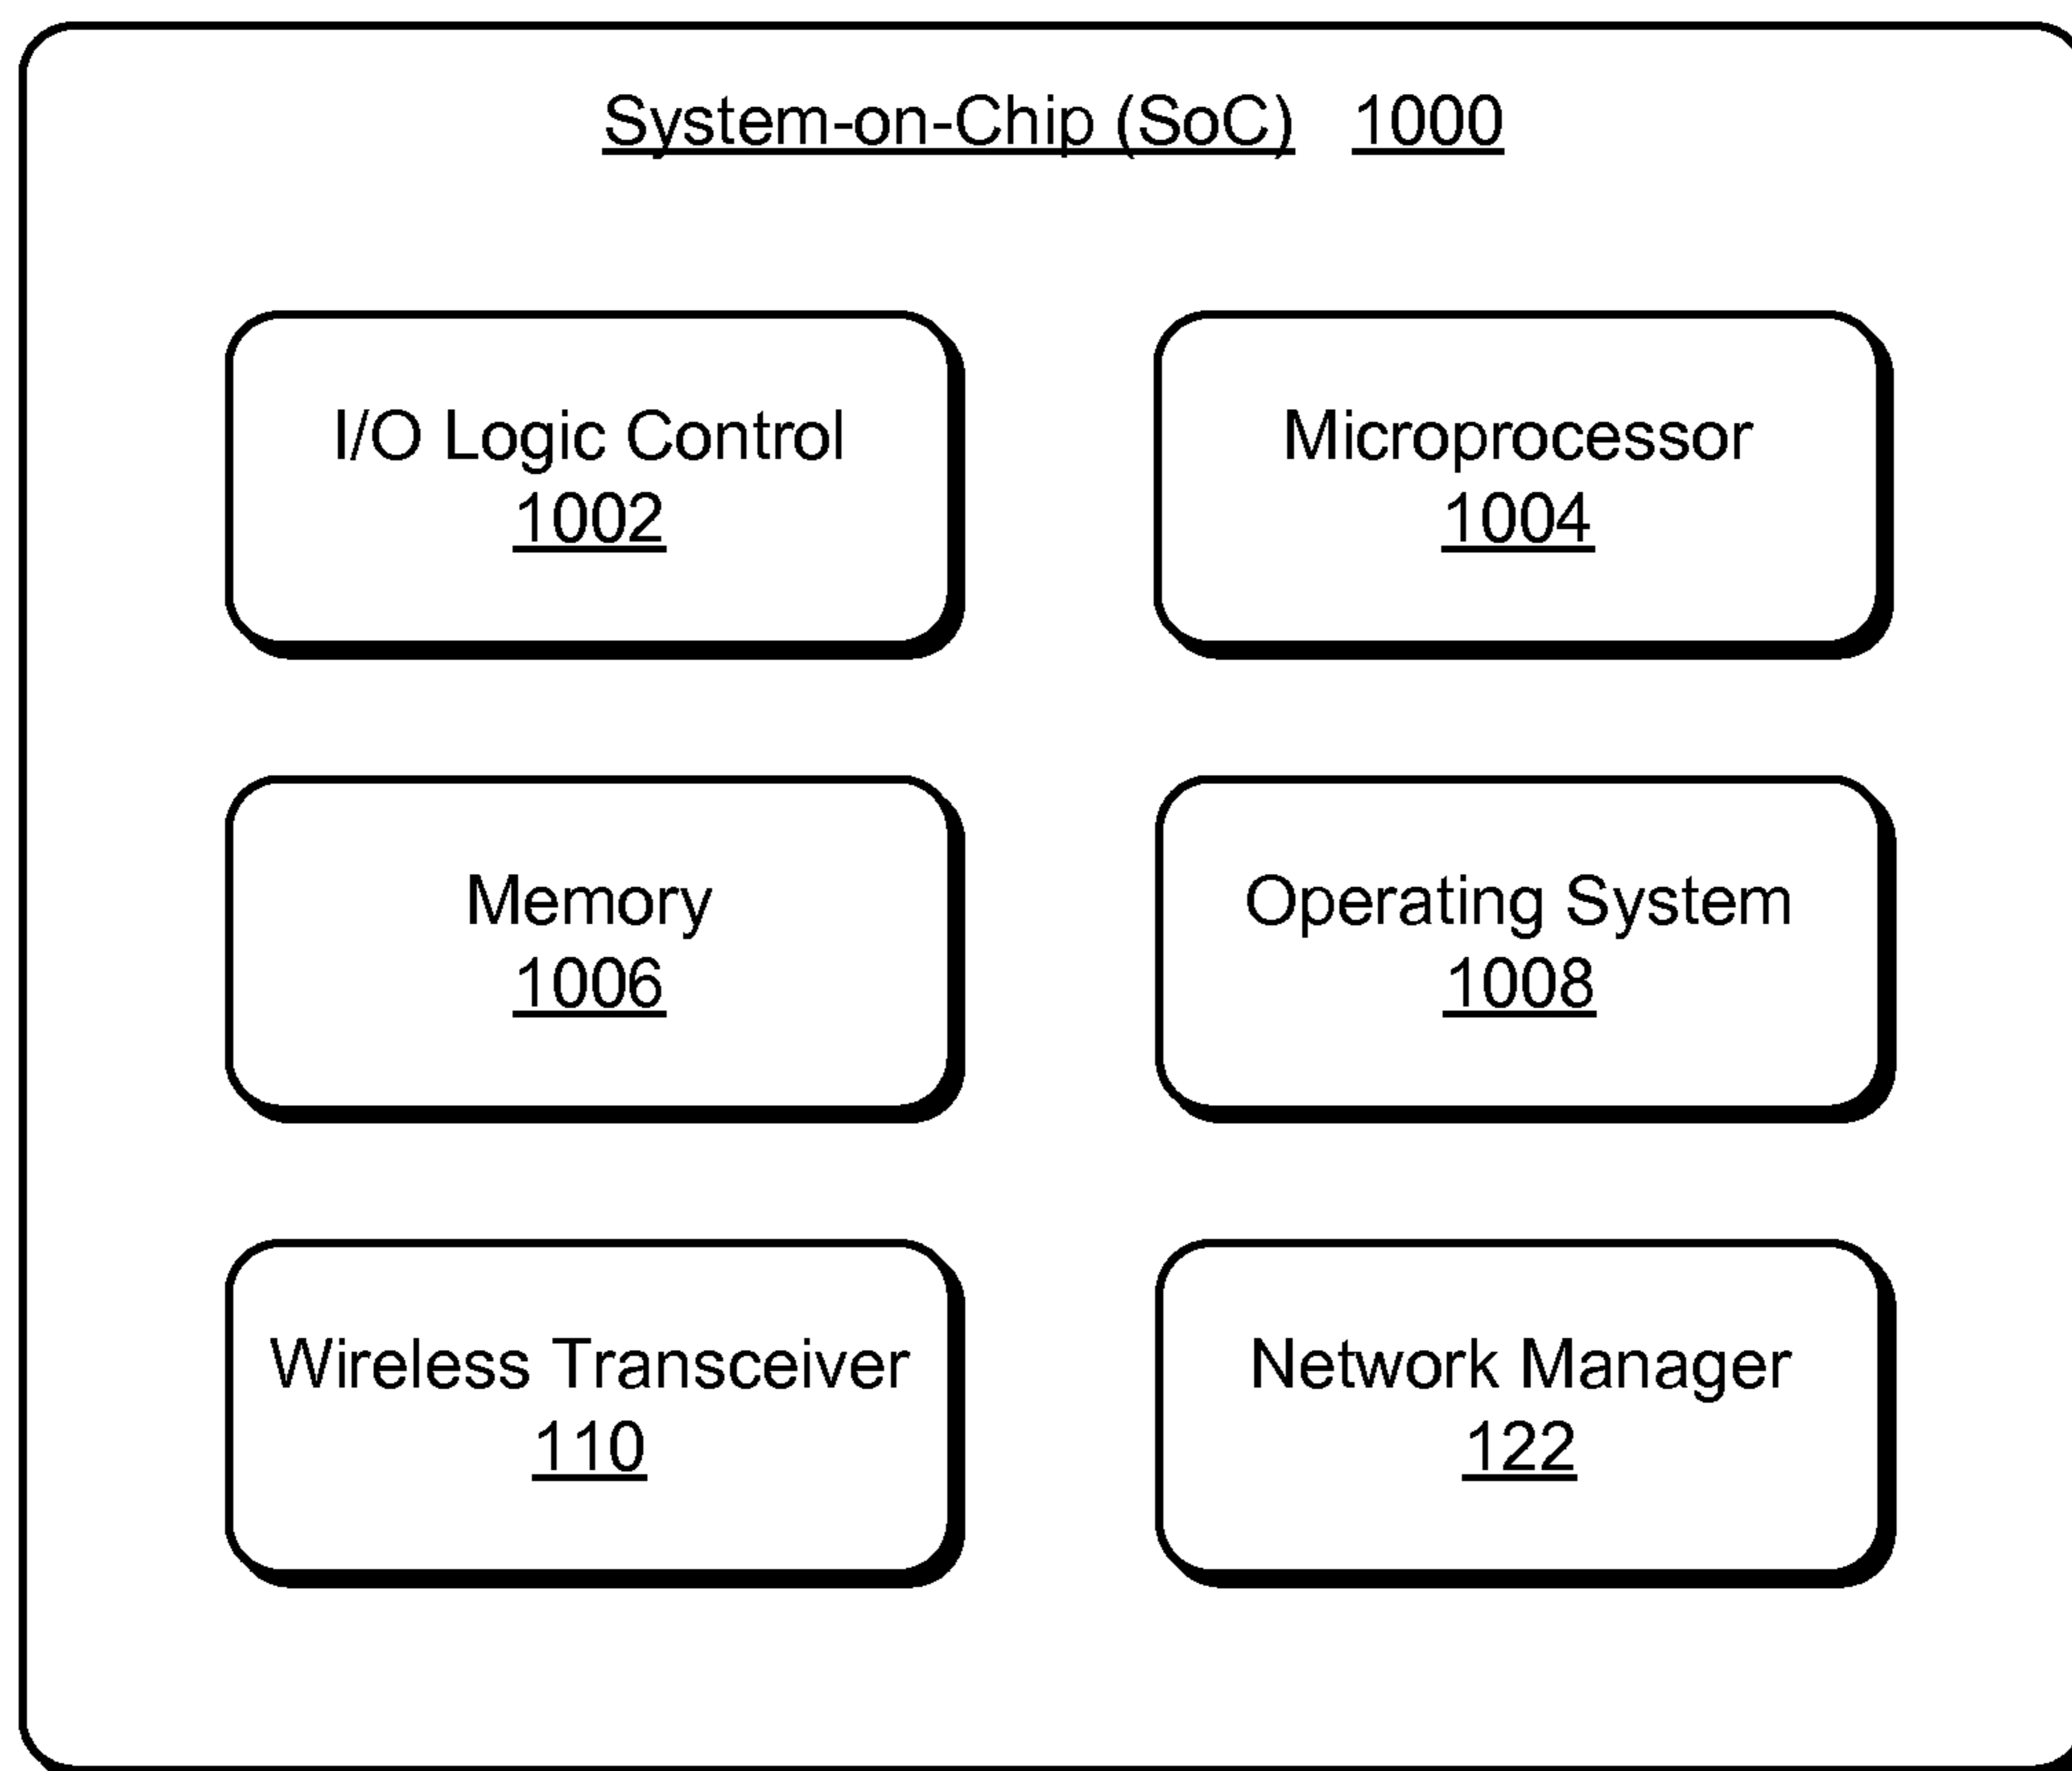 System-on-Chip (SoC) 1000
I/O Logic Control
1002
Microprocessor
1004
Memory
1006
Operating System
1008
Wireless Transceiver
110
Network Manager
122